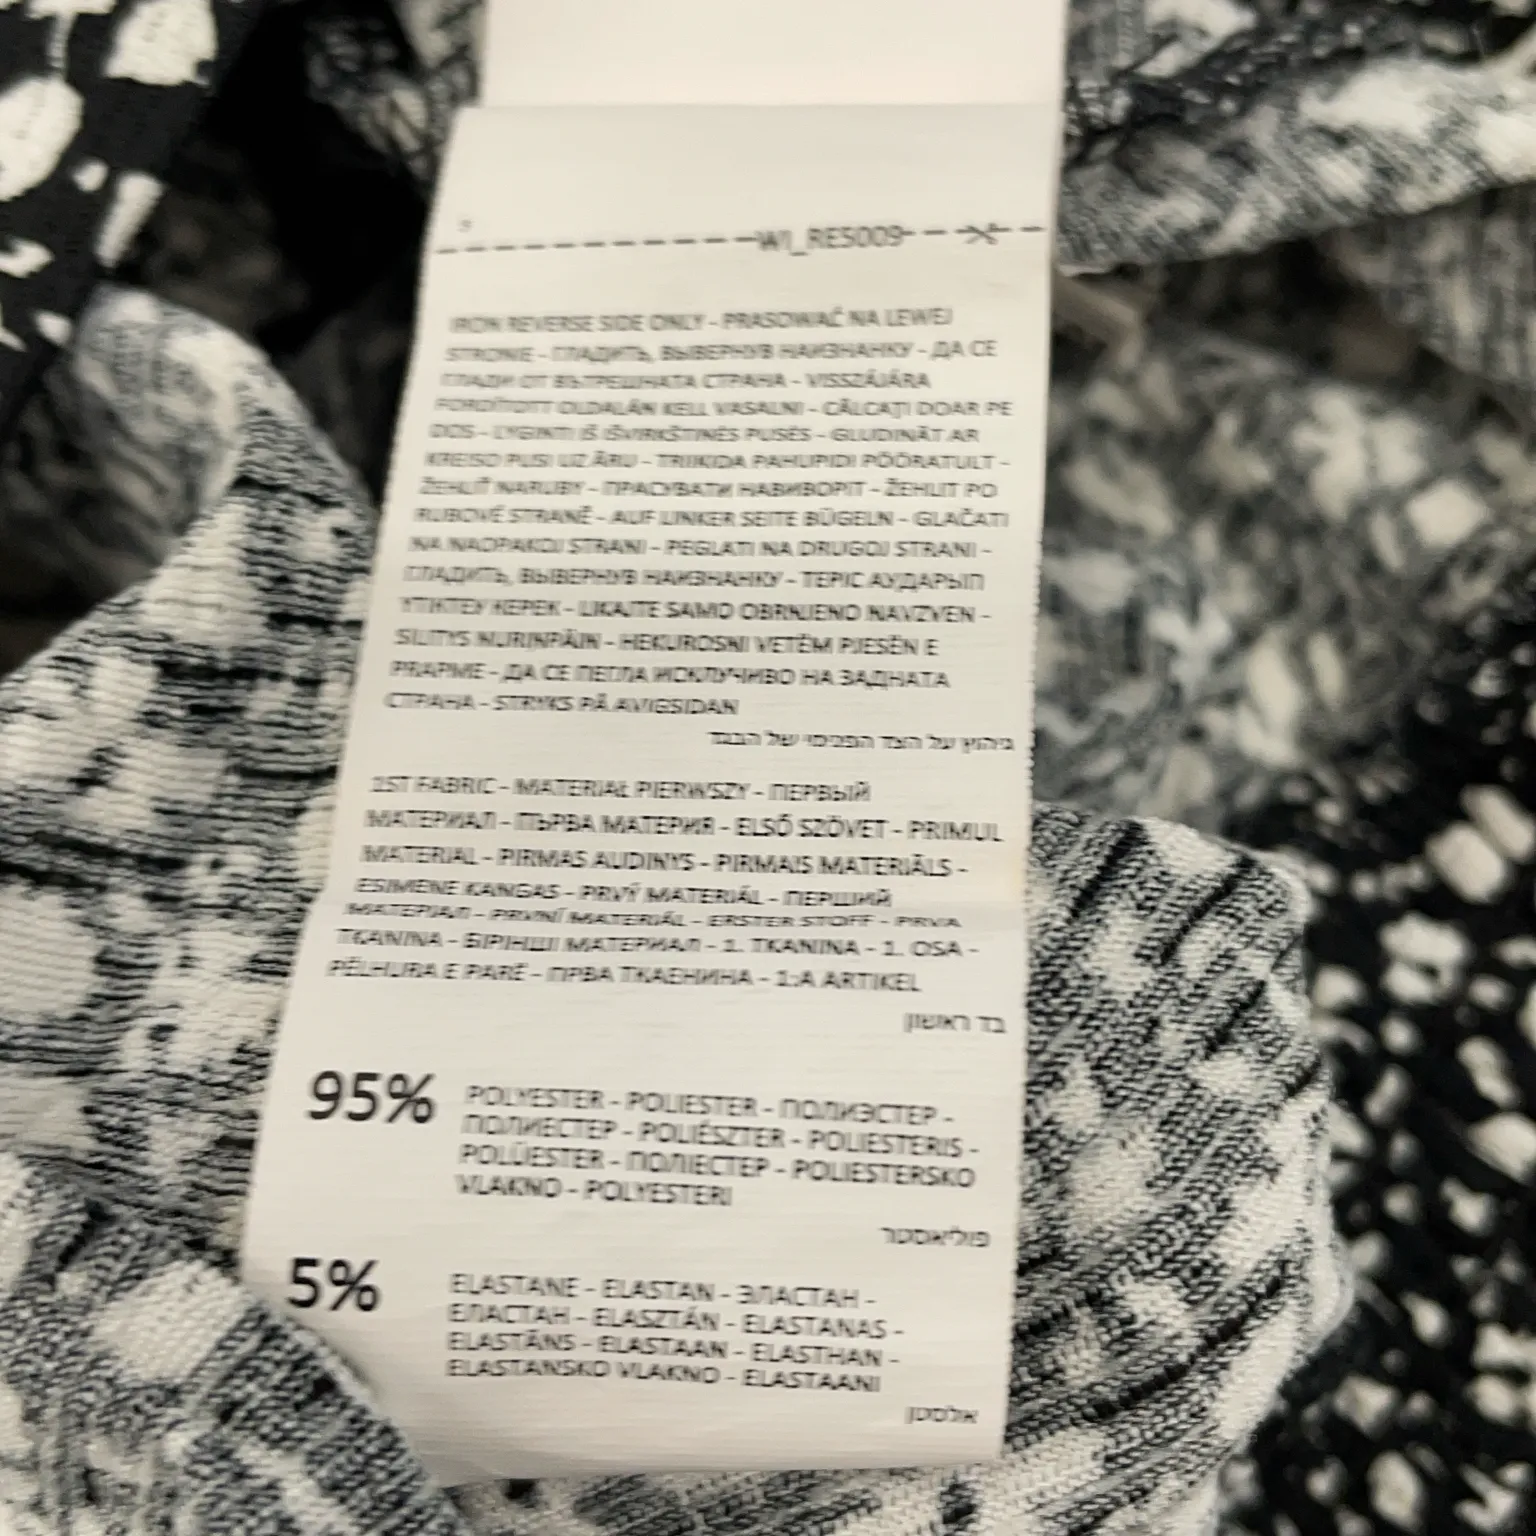 WJ_RE5009
IRON REVERSE SIDE ONLY - PRASOWAĆ NA LEWEJ
STRONIE - ГЛАДИТЬ, ВЫВЕРНУВ НАИЗНАНКУ - ДА СЕ
ГЛАДИ ОТ ВЪТРЕШНАТА СТРАНА - VISSZÁJÁRA
FORDÍTOTT OLDALÁN KELL VASALNI - CĂLCAȚI DOAR PE
DOS - LYGINTI IŠ IŠVIRKŠTINĖS PUSĖS - GLUDINĀT AR
KREISO PUSI UZ ĀRU - TRIIKIDA PAHUPIDI PÖÖRATULT -
ŽEHLIŤ NARUBY - ПРАСУВАТИ НАВИВОРІТ - ŽEHLIT PO
RUBOVÉ STRANĚ - AUF LINKER SEITE BÜGELN - GLAČATI
NA NAOPAKOJ STRANI - PEGLATI NA DRUGOJ STRANI -
ГЛАДИТЬ, ВЫВЕРНУВ НАИЗНАНКУ - ТЕРІС АУДАРЫП
ҮТІКТЕУ КЕРЕК - LIKAJTE SAMO OBRNJENO NAVZVEN -
SILITYS NURINPÄIN - HEKUROSNI VETËM PJESËN E
PRAPME - ДА СЕ ПЕГЛА ИСКЛУЧИВО НА ЗАДНАТА
СТРАНА - STRYKS PÅ AVIGSIDAN
גיהוץ על הצד הפנימי של הבגד
1ST FABRIC - MATERIAŁ PIERWSZY - ПЕРВЫЙ
МАТЕРИАЛ - ПЪРВА МАТЕРИЯ - ELSŐ SZÖVET - PRIMUL
MATERIAL - PIRMAS AUDINYS - PIRMAIS MATERIĀLS -
ESIMENE KANGAS - PRVÝ MATERIÁL - ПЕРШИЙ
МАТЕРІАЛ - PRVNÍ MATERIÁL - ERSTER STOFF - PRVA
TKANINA - БІРІНШІ МАТЕРИАЛ - 1. TKANINA - 1. OSA -
PËLHURA E PARË - ПРВА ТКАЕНИНА - 1:A ARTIKEL
בד ראשון
95% POLYESTER - POLIESTER - ПОЛИЭСТЕР -
ПОЛИЕСТЕР - POLIÉSZTER - POLIESTERIS -
POLÜESTER - ПОЛІЕСТЕР - POLIESTERSKO
VLAKNO - POLYESTERI
פוליאסטר
5% ELASTANE - ELASTAN - ЭЛАСТАН -
ЕЛАСТАН - ELASZTÁN - ELASTANAS -
ELASTĀNS - ELASTAAN - ELASTHAN -
ELASTANSKO VLAKNO - ELASTAANI
אלסטן